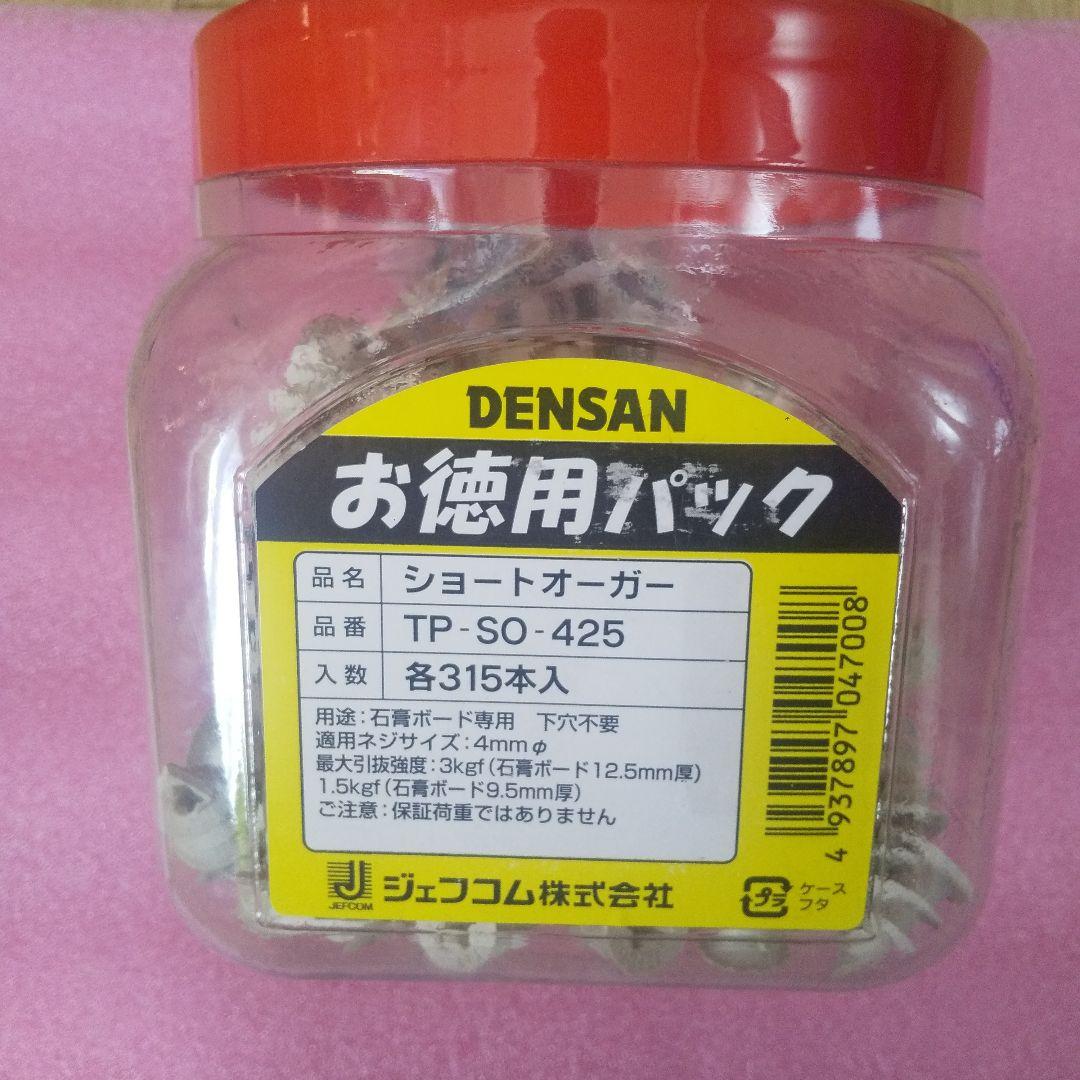 DENSAN
お徳用パック
品名 ショートオーガー
品番 TP-SO-425
入数 各315本入
用途:石膏ボード専用 下穴不要
適用ネジサイズ:4mmφ
最大引抜強度:3kgf(石膏ボード12.5mm厚)
1.5kgf(石膏ボード9.5mm厚)
ご注意:保証荷重ではありません
4 937897 047008
JEFCOM
ジェフコム株式会社
プラ
ケース
フタ